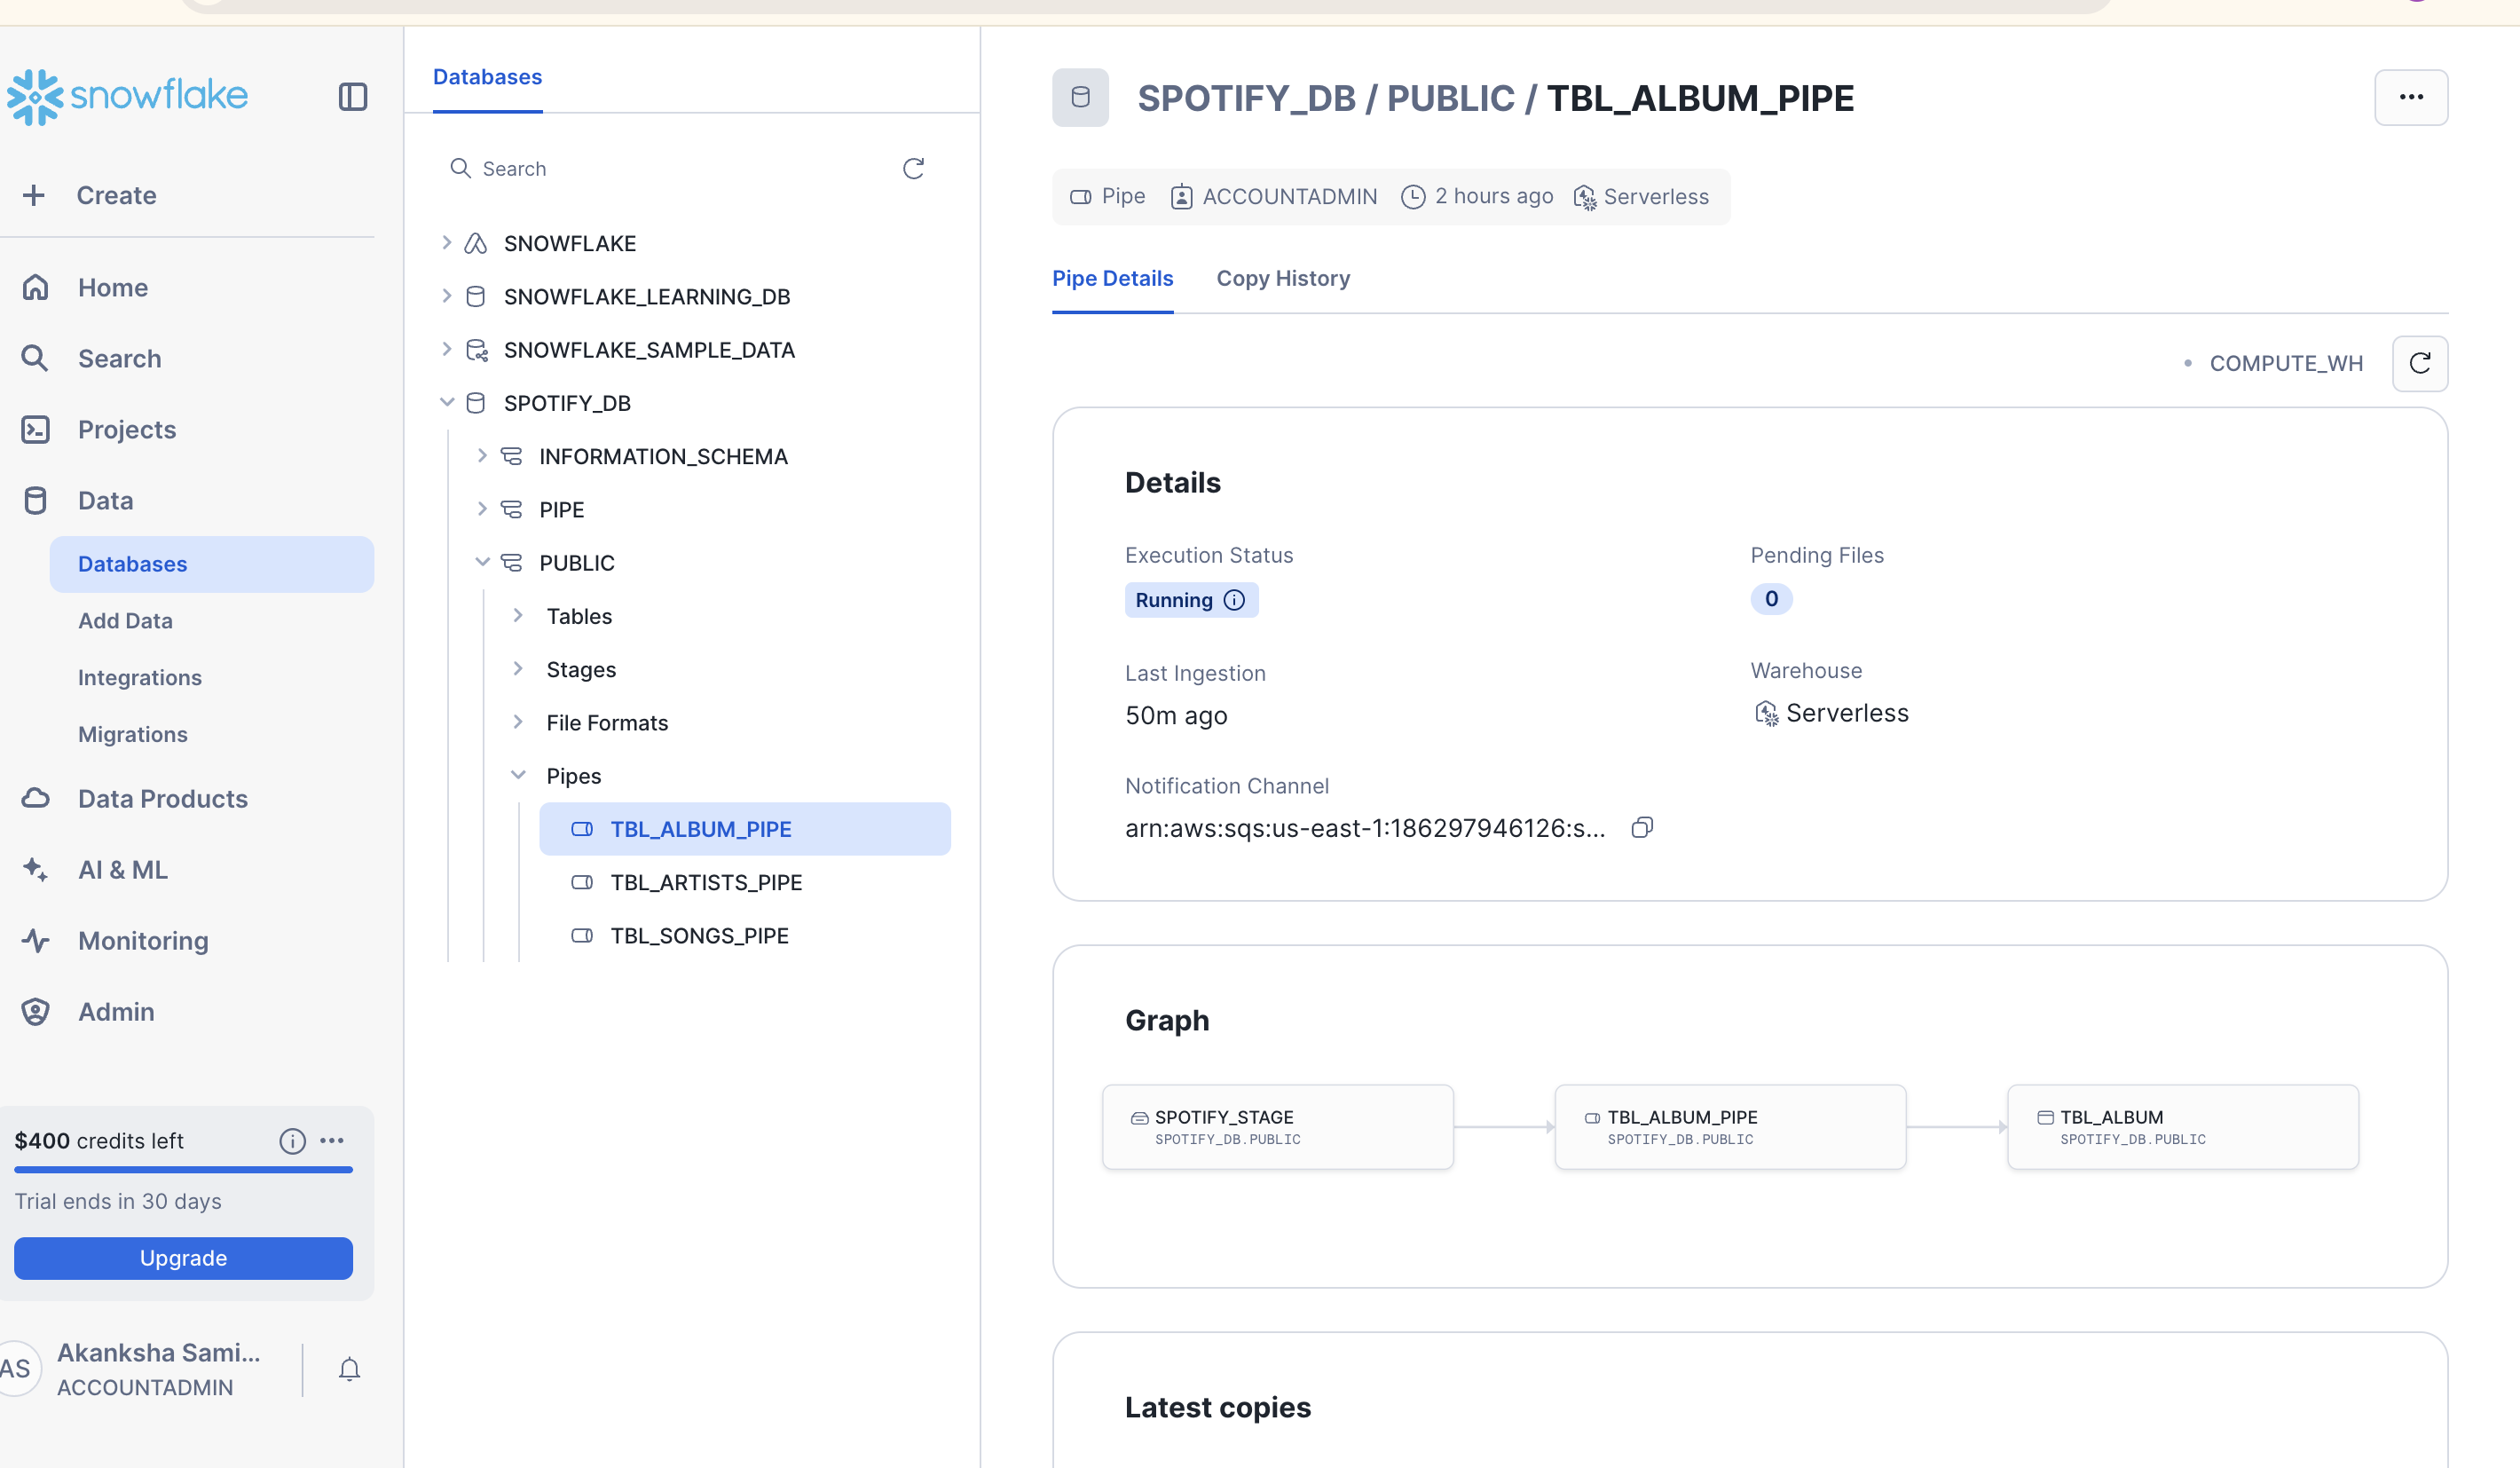 snowflake
Create
Home
Search
Projects
Data
Databases
Add Data
Integrations
Migrations
Data Products
AI & ML
Monitoring
Admin
$400 credits left
Trial ends in 30 days
Upgrade
AS
Akanksha Sami...
ACCOUNTADMIN
Databases
Search
SNOWFLAKE
SNOWFLAKE_LEARNING_DB
SNOWFLAKE_SAMPLE_DATA
SPOTIFY_DB
INFORMATION_SCHEMA
PIPE
PUBLIC
Tables
Stages
File Formats
Pipes
TBL_ALBUM_PIPE
TBL_ARTISTS_PIPE
TBL_SONGS_PIPE
SPOTIFY_DB / PUBLIC / TBL_ALBUM_PIPE
Pipe ACCOUNTADMIN 2 hours ago Serverless
Pipe Details Copy History
COMPUTE_WH
Details
Execution Status
Running
Pending Files
0
Last Ingestion
50m ago
Warehouse
Serverless
Notification Channel
arn:aws:sqs:us-east-1:186297946126:s...
Graph
SPOTIFY_STAGE
SPOTIFY_DB.PUBLIC
TBL_ALBUM_PIPE
SPOTIFY_DB.PUBLIC
TBL_ALBUM
SPOTIFY_DB.PUBLIC
Latest copies